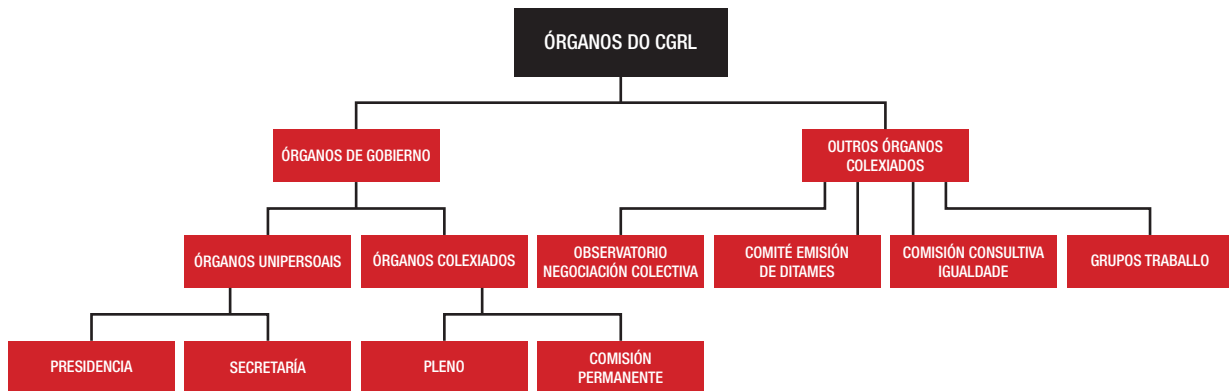 ÓRGANOS DO CGRL
ÓRGANOS DE GOBIERNO
OUTROS ÓRGANOS
COLEXIADOS
ÓRGANOS UNIPERSOAIS
ÓRGANOS COLEXIADOS
OBSERVATORIO
NEGOCIACIÓN COLECTIVA
COMITÉ EMISIÓN
DE DITAMES
COMISIÓN CONSULTIVA
IGUALDADE
GRUPOS TRABALLO
PRESIDENCIA
SECRETARÍA
PLENO
COMISIÓN
PERMANENTE